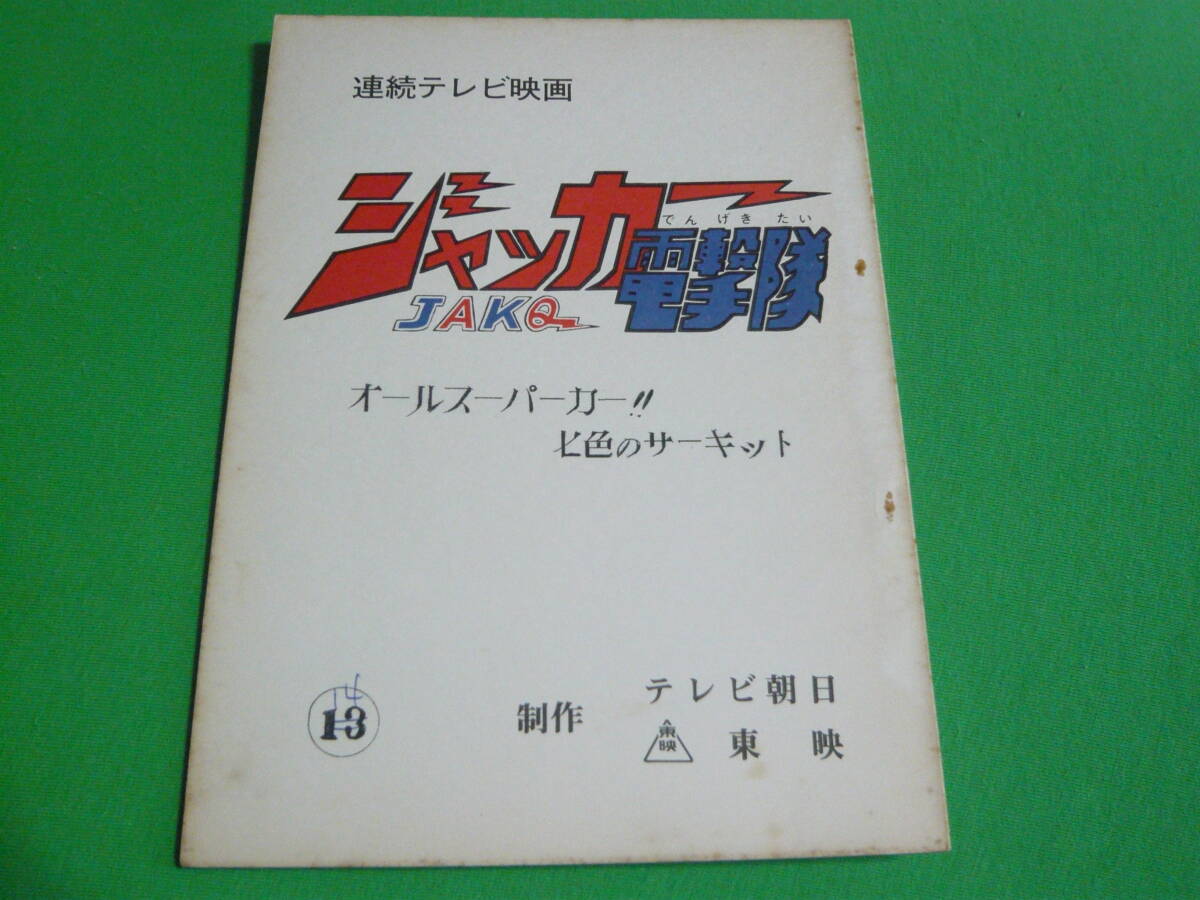 連続テレビ映画
ジャッカー
でんげきたい
電撃隊
JAKQ
オールスーパーカー!!
七色のサーキット
14
13
制作
テレビ朝日
東映
東映